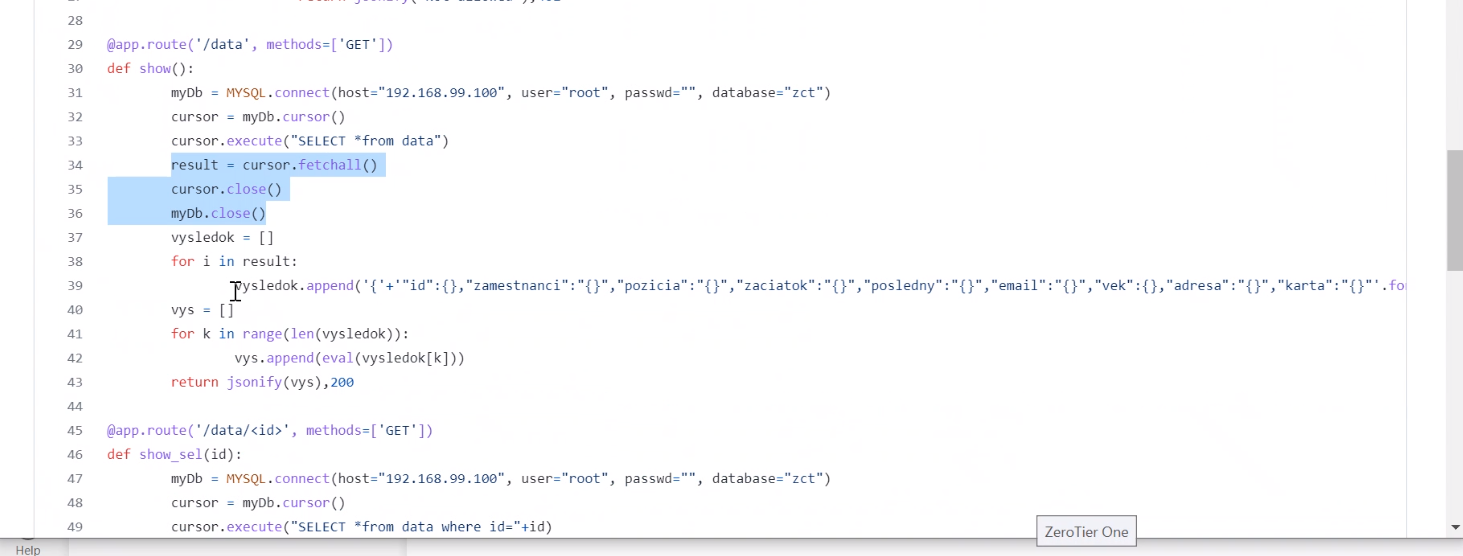 28
29 @app.route('/data', methods=['GET'])
30 def show():
31 myDb = MYSQL.connect(host="192.168.99.100", user="root", passwd="", database="zct")
32 cursor = myDb.cursor()
33 cursor.execute("SELECT *from data")
34 result = cursor.fetchall()
35 cursor.close()
36 myDb.close()
37 vysledok = []
38 for i in result:
39 vysledok.append('{'+'"id":{},"zamestnanci":"{}","pozicia":"{}","zaciatok":"{}","posledny":"{}","email":"{}","vek":{},"adresa":"{}","karta":"{}"'.fo
40 vys = []
41 for k in range(len(vysledok)):
42 vys.append(eval(vysledok[k]))
43 return jsonify(vys),200
44
45 @app.route('/data/<id>', methods=['GET'])
46 def show_sel(id):
47 myDb = MYSQL.connect(host="192.168.99.100", user="root", passwd="", database="zct")
48 cursor = myDb.cursor()
49 cursor.execute("SELECT *from data where id="+id)
ZeroTier One
Help